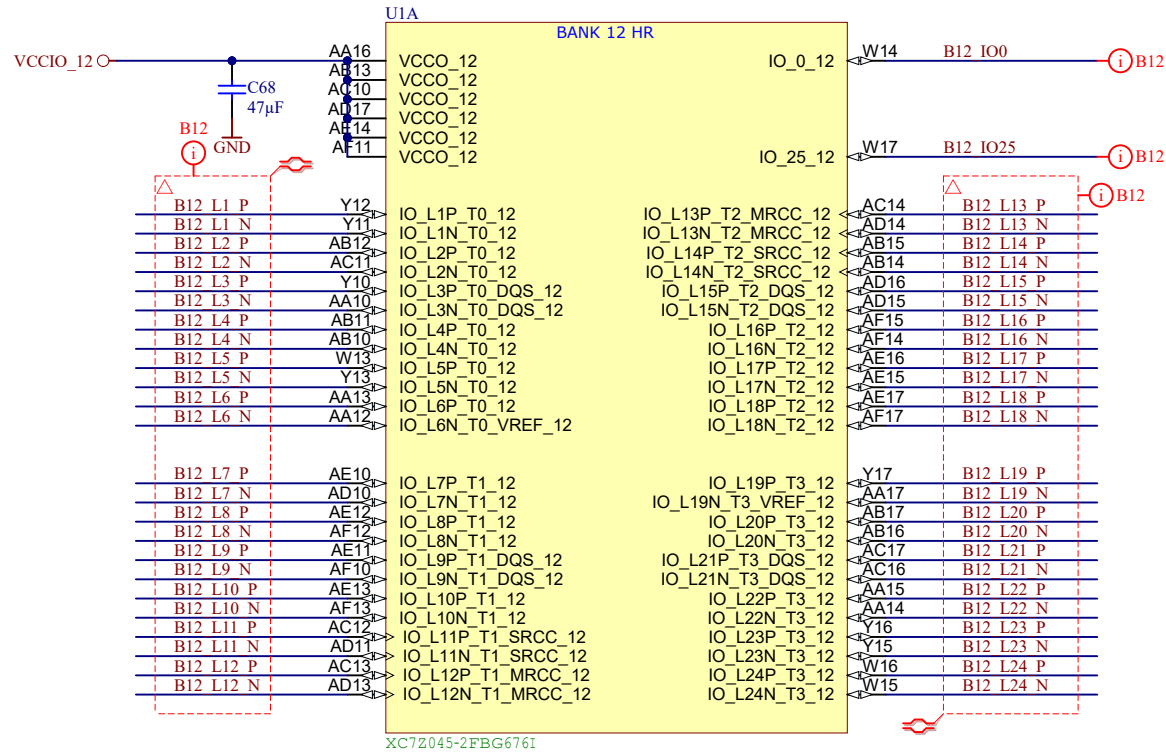 U1A
BANK 12 HR
VCCIO_12
C68
47µF
GND
B12
AA16 VCCO_12
AB13 VCCO_12
AC10 VCCO_12
AD17 VCCO_12
AE14 VCCO_12
AF11 VCCO_12
IO_0_12 W14 B12_IO0 B12
IO_25_12 W17 B12_IO25 B12
B12
B12_L1_P Y12 IO_L1P_T0_12
B12_L1_N Y11 IO_L1N_T0_12
B12_L2_P AB12 IO_L2P_T0_12
B12_L2_N AC11 IO_L2N_T0_12
B12_L3_P Y10 IO_L3P_T0_DQS_12
B12_L3_N AA10 IO_L3N_T0_DQS_12
B12_L4_P AB11 IO_L4P_T0_12
B12_L4_N AB10 IO_L4N_T0_12
B12_L5_P W13 IO_L5P_T0_12
B12_L5_N Y13 IO_L5N_T0_12
B12_L6_P AA13 IO_L6P_T0_12
B12_L6_N AA12 IO_L6N_T0_VREF_12
B12_L7_P AE10 IO_L7P_T1_12
B12_L7_N AD10 IO_L7N_T1_12
B12_L8_P AE12 IO_L8P_T1_12
B12_L8_N AF12 IO_L8N_T1_12
B12_L9_P AE11 IO_L9P_T1_DQS_12
B12_L9_N AF10 IO_L9N_T1_DQS_12
B12_L10_P AE13 IO_L10P_T1_12
B12_L10_N AF13 IO_L10N_T1_12
B12_L11_P AC12 IO_L11P_T1_SRCC_12
B12_L11_N AD11 IO_L11N_T1_SRCC_12
B12_L12_P AC13 IO_L12P_T1_MRCC_12
B12_L12_N AD13 IO_L12N_T1_MRCC_12
IO_L13P_T2_MRCC_12 AC14 B12_L13_P
IO_L13N_T2_MRCC_12 AD14 B12_L13_N
IO_L14P_T2_SRCC_12 AB15 B12_L14_P
IO_L14N_T2_SRCC_12 AB14 B12_L14_N
IO_L15P_T2_DQS_12 AD16 B12_L15_P
IO_L15N_T2_DQS_12 AD15 B12_L15_N
IO_L16P_T2_12 AF15 B12_L16_P
IO_L16N_T2_12 AF14 B12_L16_N
IO_L17P_T2_12 AE16 B12_L17_P
IO_L17N_T2_12 AE15 B12_L17_N
IO_L18P_T2_12 AE17 B12_L18_P
IO_L18N_T2_12 AF17 B12_L18_N
IO_L19P_T3_12 Y17 B12_L19_P
IO_L19N_T3_VREF_12 AA17 B12_L19_N
IO_L20P_T3_12 AB17 B12_L20_P
IO_L20N_T3_12 AB16 B12_L20_N
IO_L21P_T3_DQS_12 AC17 B12_L21_P
IO_L21N_T3_DQS_12 AC16 B12_L21_N
IO_L22P_T3_12 AA15 B12_L22_P
IO_L22N_T3_12 AA14 B12_L22_N
IO_L23P_T3_12 Y16 B12_L23_P
IO_L23N_T3_12 Y15 B12_L23_N
IO_L24P_T3_12 W16 B12_L24_P
IO_L24N_T3_12 W15 B12_L24_N
XC7Z045-2FBG676I